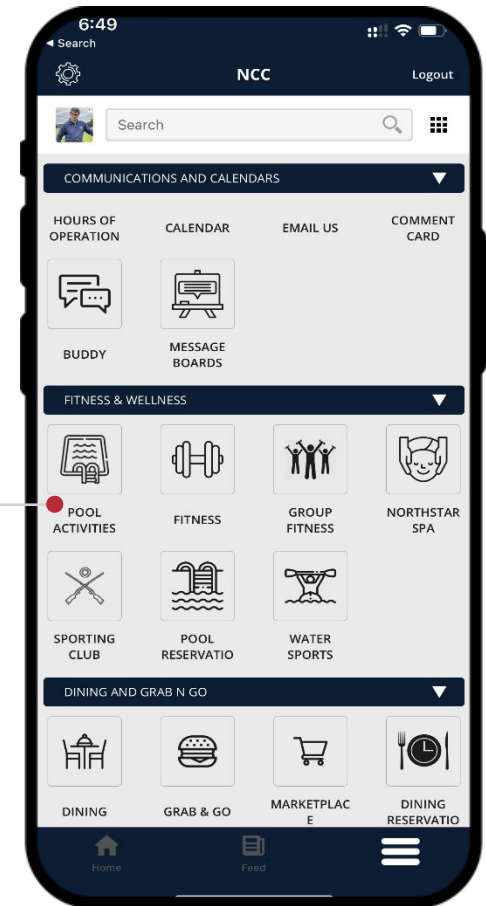 6:49
◀ Search
NCC
Logout
Search
COMMUNICATIONS AND CALENDARS
HOURS OF
OPERATION
CALENDAR
EMAIL US
COMMENT
CARD
BUDDY
MESSAGE
BOARDS
FITNESS & WELLNESS
POOL
ACTIVITIES
FITNESS
GROUP
FITNESS
NORTHSTAR
SPA
SPORTING
CLUB
POOL
RESERVATIO
WATER
SPORTS
DINING AND GRAB N GO
DINING
GRAB & GO
MARKETPLAC
E
DINING
RESERVATIO
Home
Feed